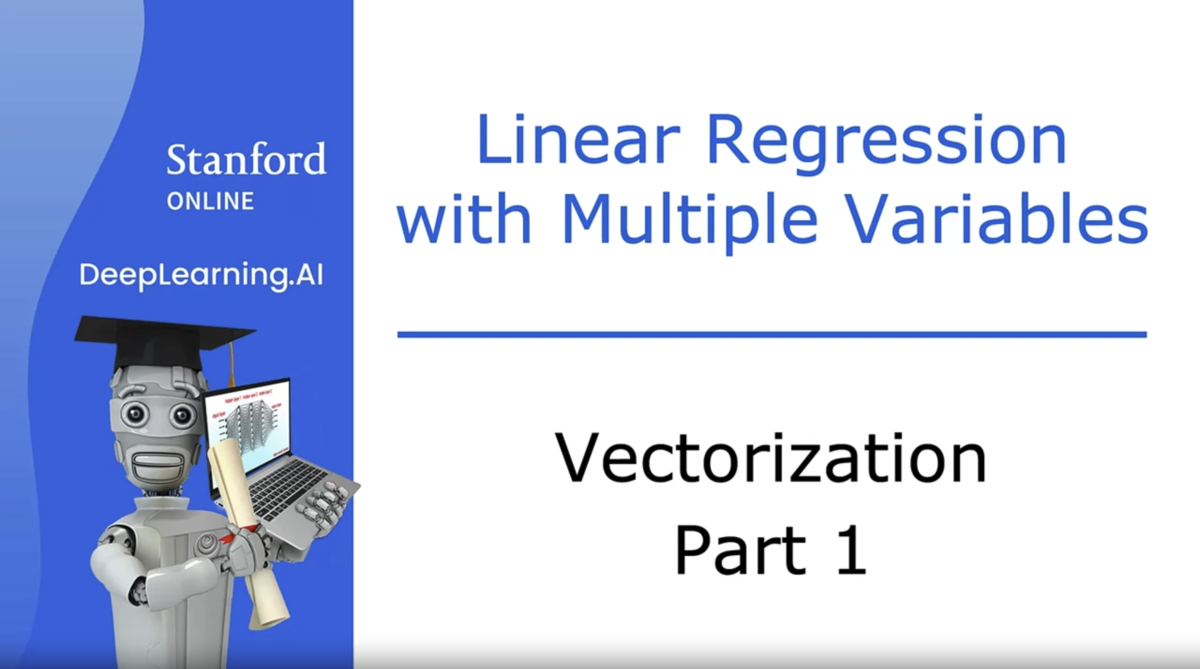 Stanford
ONLINE
DeepLearning.AI
Linear Regression
with Multiple Variables
Vectorization
Part 1